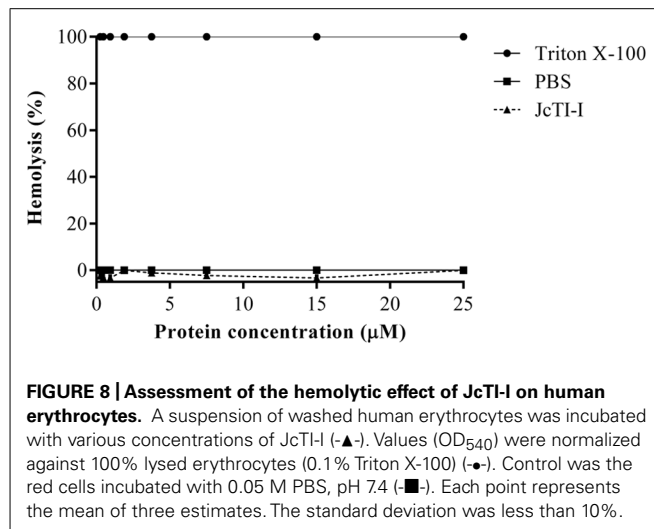 100
80
60
40
20
0
Hemolysis (%)
0 5 10 15 20 25
Protein concentration (μM)
Triton X-100
PBS
JcTI-I
FIGURE 8 | Assessment of the hemolytic effect of JcTI-I on human
erythrocytes. A suspension of washed human erythrocytes was incubated
with various concentrations of JcTI-I (-▲-). Values (OD540) were normalized
against 100% lysed erythrocytes (0.1% Triton X-100) (-●-). Control was the
red cells incubated with 0.05 M PBS, pH 7.4 (-■-). Each point represents
the mean of three estimates. The standard deviation was less than 10%.